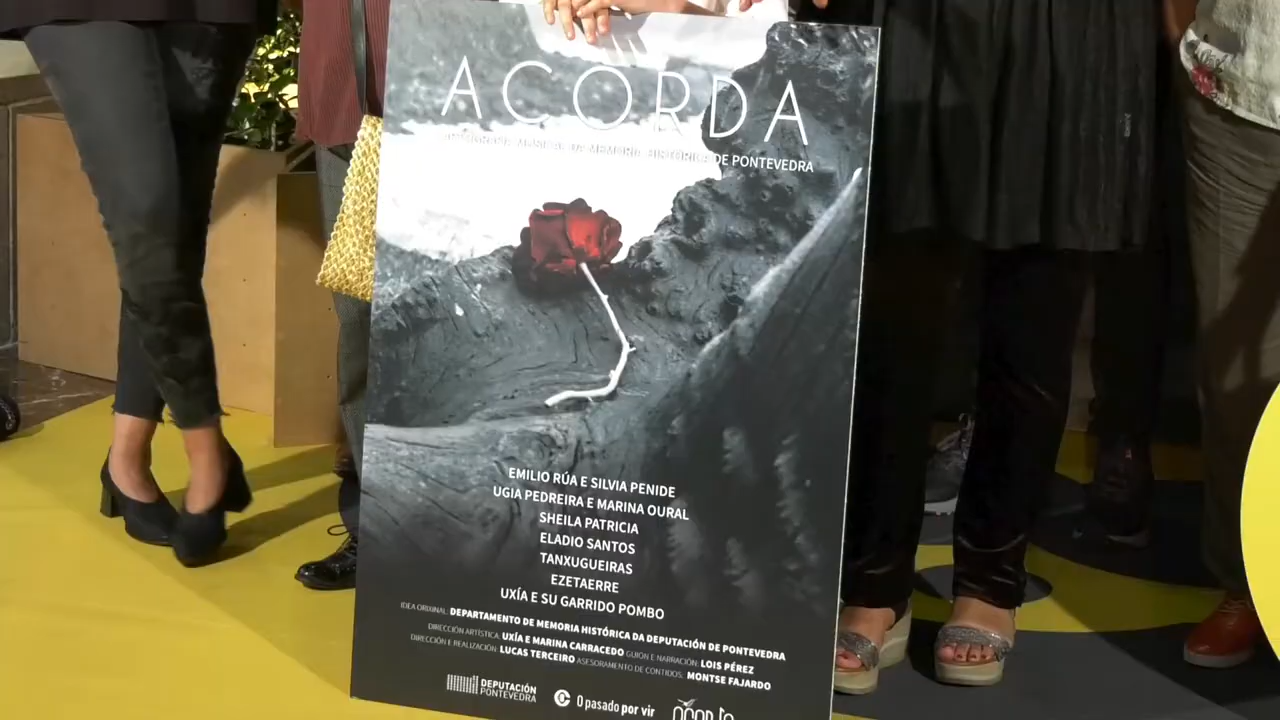 ACORDA
MUSICAL DA MEMORIA HISTÓRICA DE PONTEVEDRA
EMILIO RÚA E SILVIA PENIDE
UGIA PEDREIRA E MARINA OURAL
SHEILA PATRICIA
ELADIO SANTOS
TANXUGUEIRAS
EZETAERRE
UXÍA E SU GARRIDO POMBO
IDEA ORIXINAL: DEPARTAMENTO DE MEMORIA HISTÓRICA DA DEPUTACIÓN DE PONTEVEDRA
DIRECCIÓN ARTÍSTICA: UXÍA E MARINA CARRACEDO GUIÓN E NARRACIÓN: LOIS PÉREZ
DIRECCIÓN E REALIZACIÓN: LUCAS TERCEIRO ASESORAMENTO DE CONTIDOS: MONTSE FAJARDO
DEPUTACIÓN
PONTEVEDRA
O pasado por vir